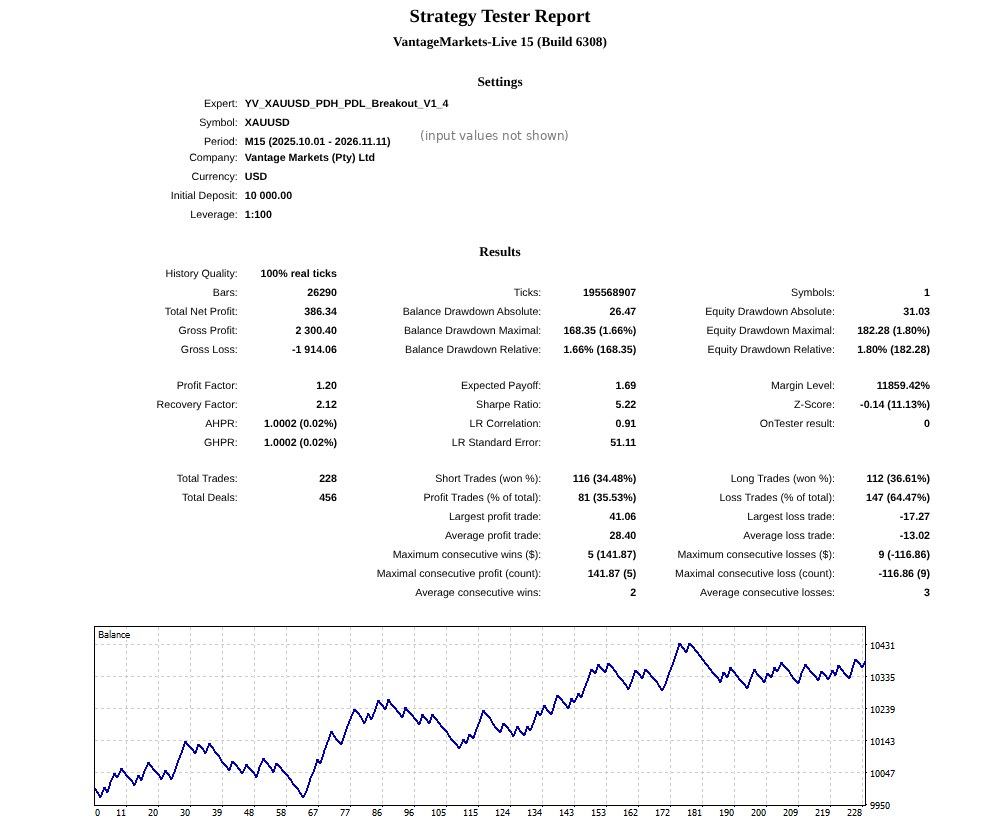 Strategy Tester Report
VantageMarkets-Live 15 (Build 6308)
Settings
Expert: YV_XAUUSD_PDH_PDL_Breakout_V1_4
Symbol: XAUUSD
(input values not shown)
Period: M15 (2025.10.01 - 2026.11.11)
Company: Vantage Markets (Pty) Ltd
Currency: USD
Initial Deposit: 10 000.00
Leverage: 1:100
Results
History Quality: 100% real ticks
Bars: 26290 Ticks: 195568907 Symbols: 1
Total Net Profit: 386.34 Balance Drawdown Absolute: 26.47 Equity Drawdown Absolute: 31.03
Gross Profit: 2 300.40 Balance Drawdown Maximal: 168.35 (1.66%) Equity Drawdown Maximal: 182.28 (1.80%)
Gross Loss: -1 914.06 Balance Drawdown Relative: 1.66% (168.35) Equity Drawdown Relative: 1.80% (182.28)
Profit Factor: 1.20 Expected Payoff: 1.69 Margin Level: 11859.42%
Recovery Factor: 2.12 Sharpe Ratio: 5.22 Z-Score: -0.14 (11.13%)
AHPR: 1.0002 (0.02%) LR Correlation: 0.91 OnTester result: 0
GHPR: 1.0002 (0.02%) LR Standard Error: 51.11
Total Trades: 228 Short Trades (won %): 116 (34.48%) Long Trades (won %): 112 (36.61%)
Total Deals: 456 Profit Trades (% of total): 81 (35.53%) Loss Trades (% of total): 147 (64.47%)
Largest profit trade: 41.06 Largest loss trade: -17.27
Average profit trade: 28.40 Average loss trade: -13.02
Maximum consecutive wins ($): 5 (141.87) Maximum consecutive losses ($): 9 (-116.86)
Maximal consecutive profit (count): 141.87 (5) Maximal consecutive loss (count): -116.86 (9)
Average consecutive wins: 2 Average consecutive losses: 3
Balance
10431
10335
10239
10143
10047
9950
0 11 20 30 39 48 58 67 77 86 96 105 115 124 134 143 153 162 172 181 190 200 209 219 228